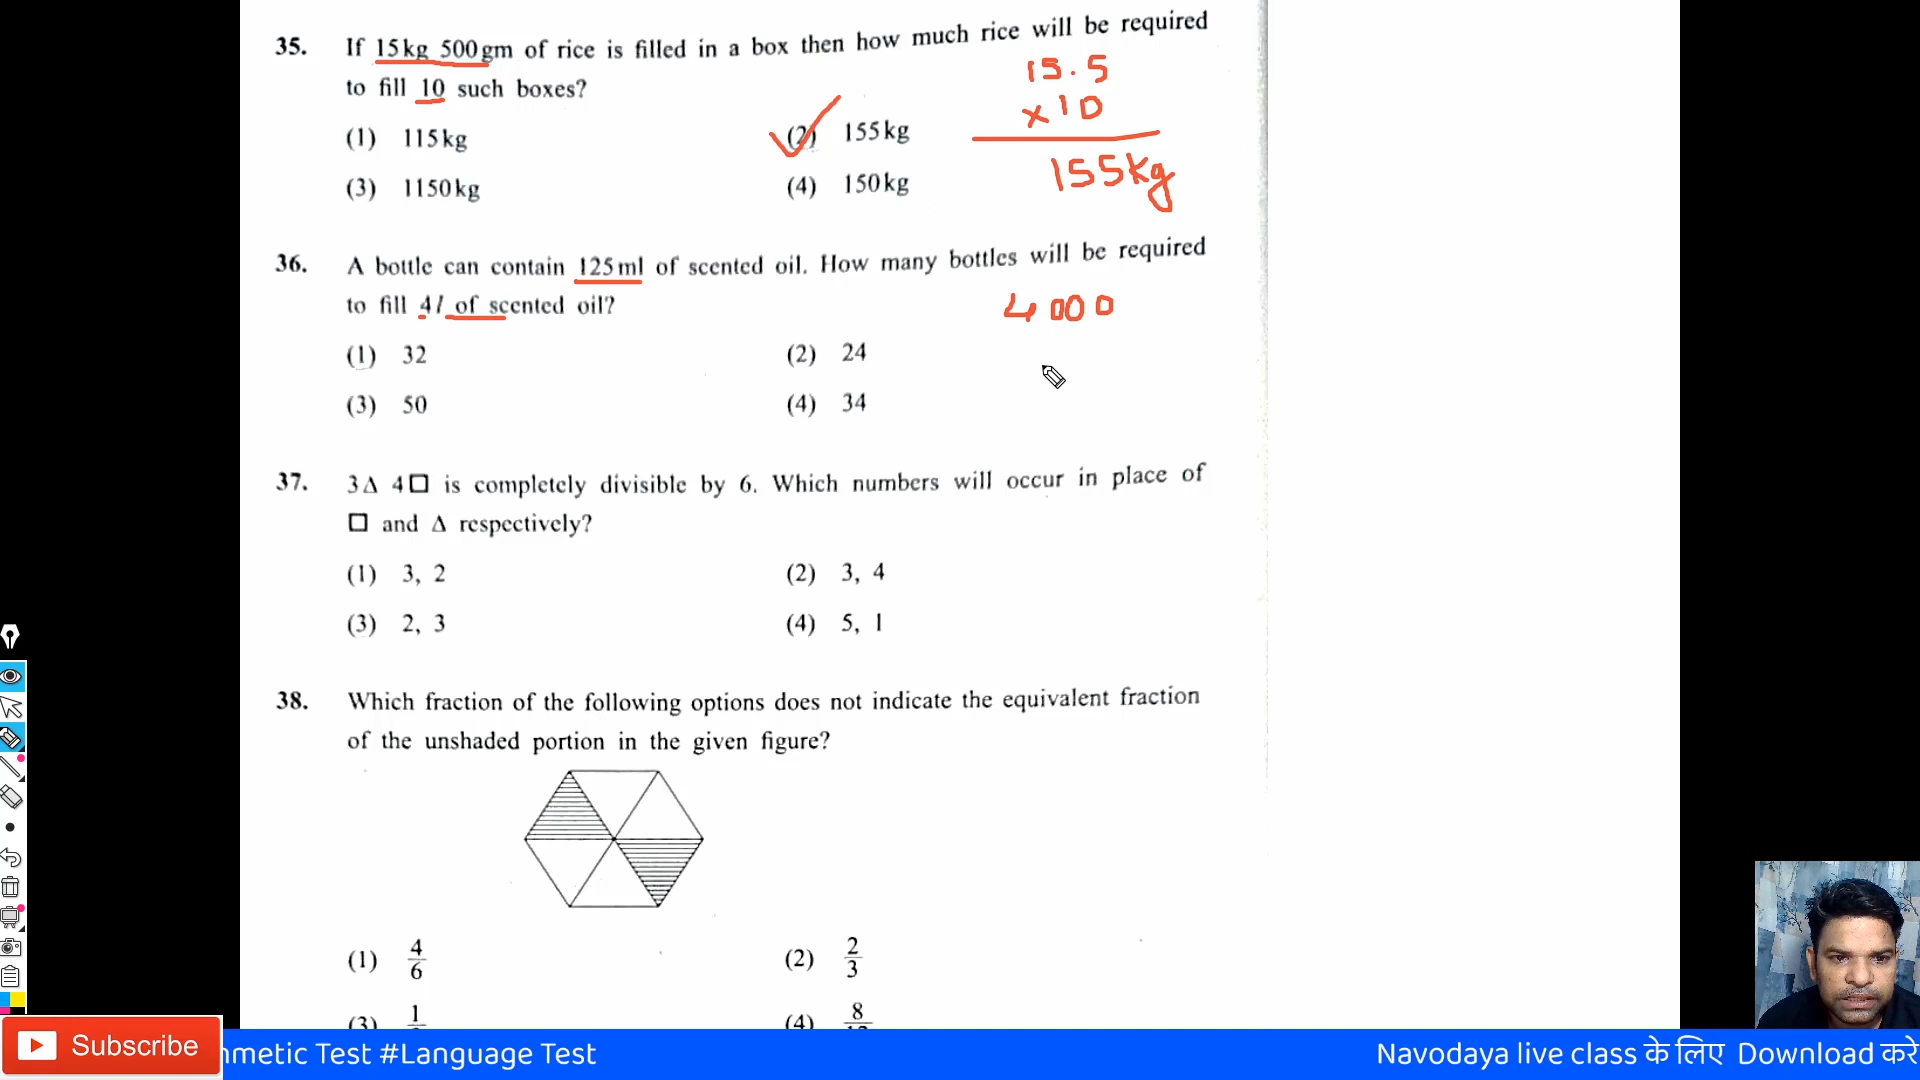 35. If 15kg 500gm of rice is filled in a box then how much rice will be required
to fill 10 such boxes?
15.5
×10
155kg
(1) 115kg (2) 155kg
(3) 1150kg (4) 150kg
36. A bottle can contain 125ml of scented oil. How many bottles will be required
to fill 4l of scented oil?
4000
(1) 32 (2) 24
(3) 50 (4) 34
37. 3Δ 4□ is completely divisible by 6. Which numbers will occur in place of
□ and Δ respectively?
(1) 3, 2 (2) 3, 4
(3) 2, 3 (4) 5, 1
38. Which fraction of the following options does not indicate the equivalent fraction
of the unshaded portion in the given figure?
(1) 4/6 (2) 2/3
(3) 1 (4) 8
Subscribe
metic Test #Language Test
Navodaya live class के लिए Download करे